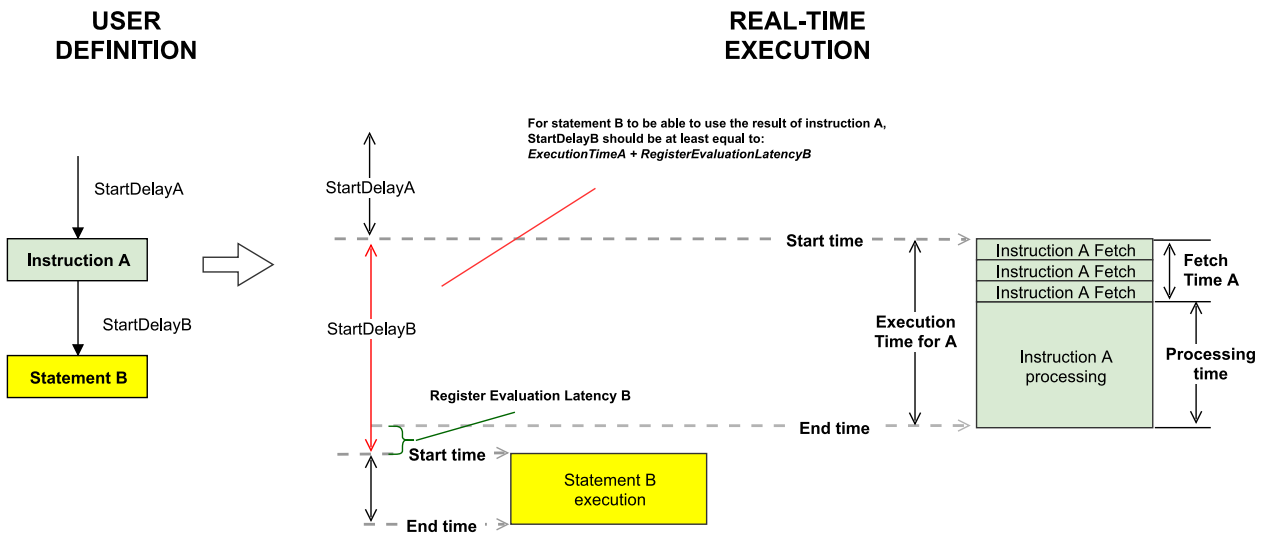 USER
DEFINITION
REAL-TIME
EXECUTION
For statement B to be able to use the result of instruction A,
StartDelayB should be at least equal to:
ExecutionTimeA + RegisterEvaluationLatencyB
StartDelayA
StartDelayA
Instruction A
Start time
Instruction A Fetch
Instruction A Fetch
Instruction A Fetch
Fetch
Time A
StartDelayB
StartDelayB
Execution
Time for A
Instruction A
processing
Processing
time
Statement B
Register Evaluation Latency B
End time
Start time
Statement B
execution
End time